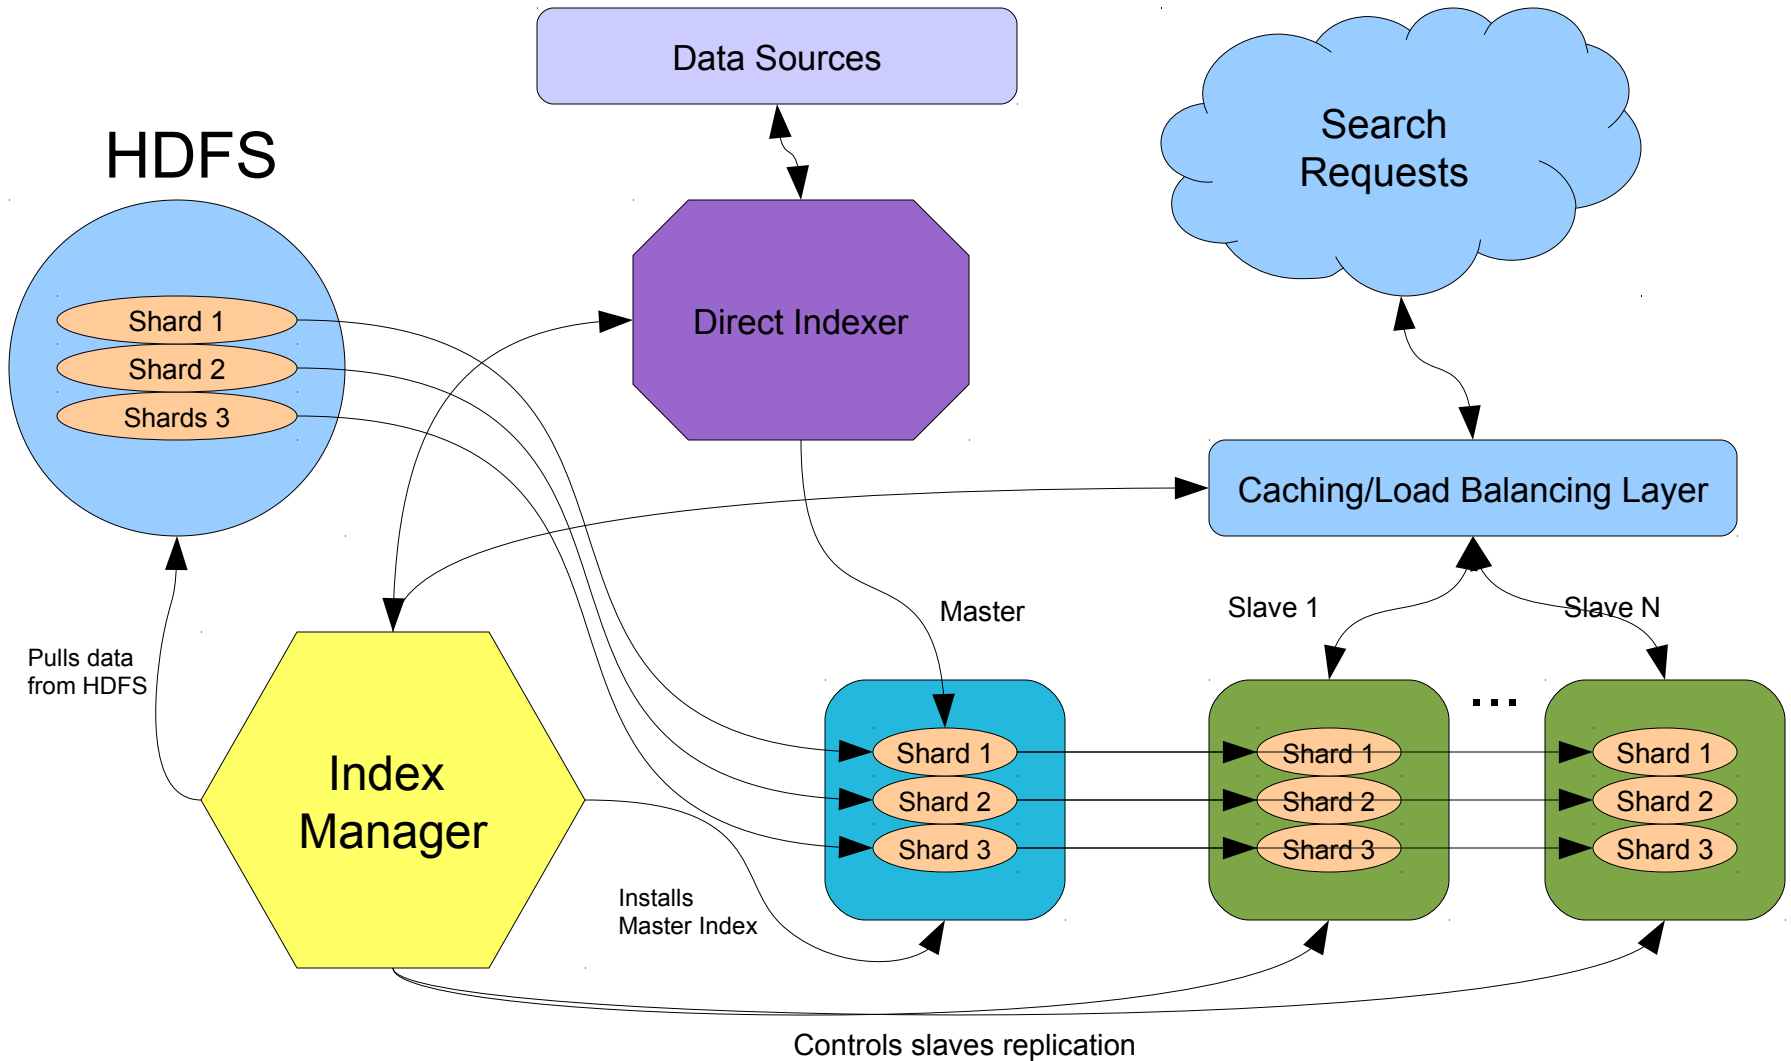 Data Sources
Search
Requests
HDFS
Shard 1
Shard 2
Shards 3
Direct Indexer
Caching/Load Balancing Layer
Master
Slave 1
Slave N
Pulls data
from HDFS
Index
Manager
...
Shard 1
Shard 2
Shard 3
Shard 1
Shard 2
Shard 3
Shard 1
Shard 2
Shard 3
Installs
Master Index
Controls slaves replication